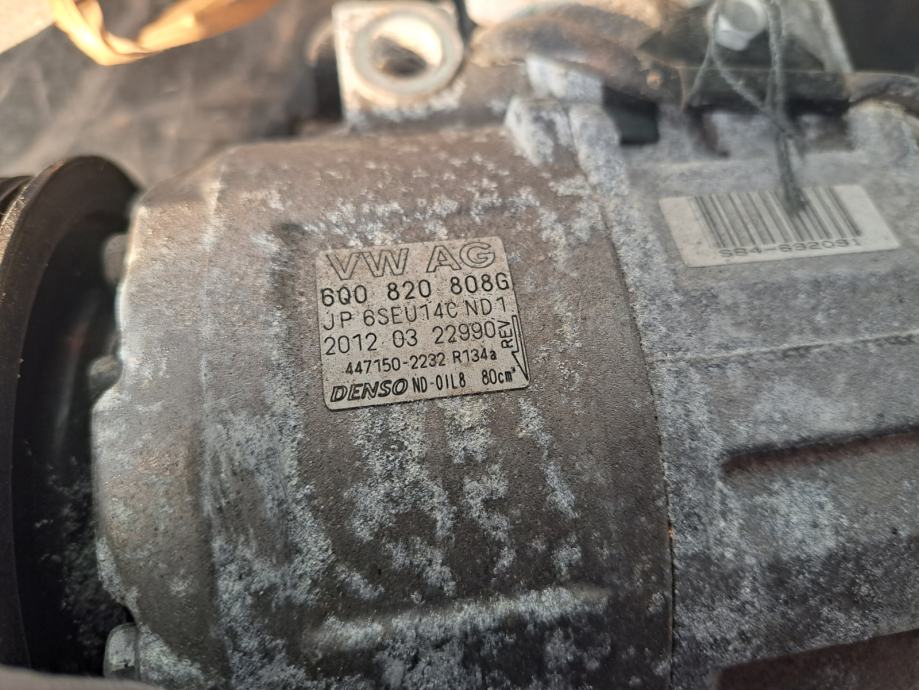 VW AG
6Q0 820 808G
JP 6SEU14C ND1
2012 03 22990
REV
447150-2232 R134a
DENSO ND-OIL8 80cm³